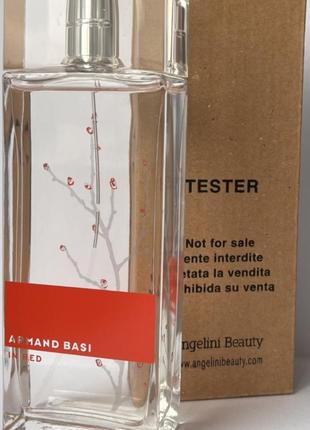 ARMAND BASI
IN RED
TESTER
Not for sale
ente interdite
etata la vendita
hibida su venta
ngelini Beauty
www.angelinibeauty.com